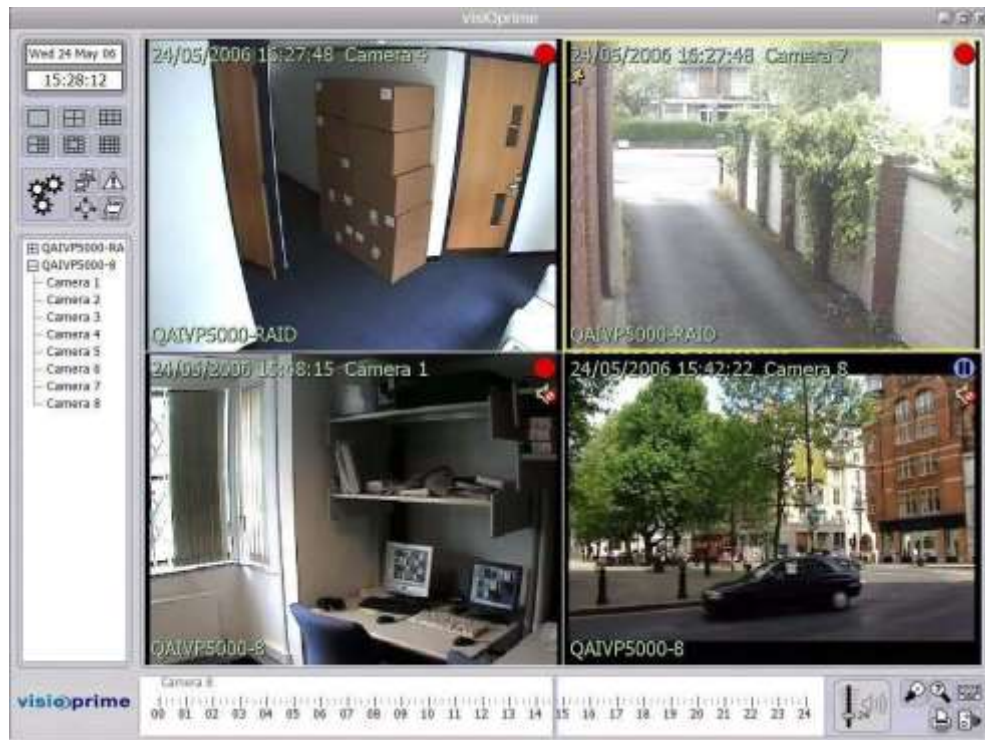 visiOprime
Wed 24 May 06
15:28:12
24/05/2006 15:27:48 Camera 4
24/05/2006 15:27:48 Camera 7
QAIVP5000-RA
QAIVP5000-8
Camera 1
Camera 2
Camera 3
Camera 4
Camera 5
Camera 6
Camera 7
Camera 8
QAIVP5000-RAID
QAIVP5000-RAID
Camera 1
24/05/2006 15:42:22 Camera 8
QAIVP5000-8
QAIVP5000-8
visioprime
Camera 8
00 01 02 03 04 05 06 07 08 09 10 11 12 13 14 15 16 17 18 19 20 21 22 23 24
24